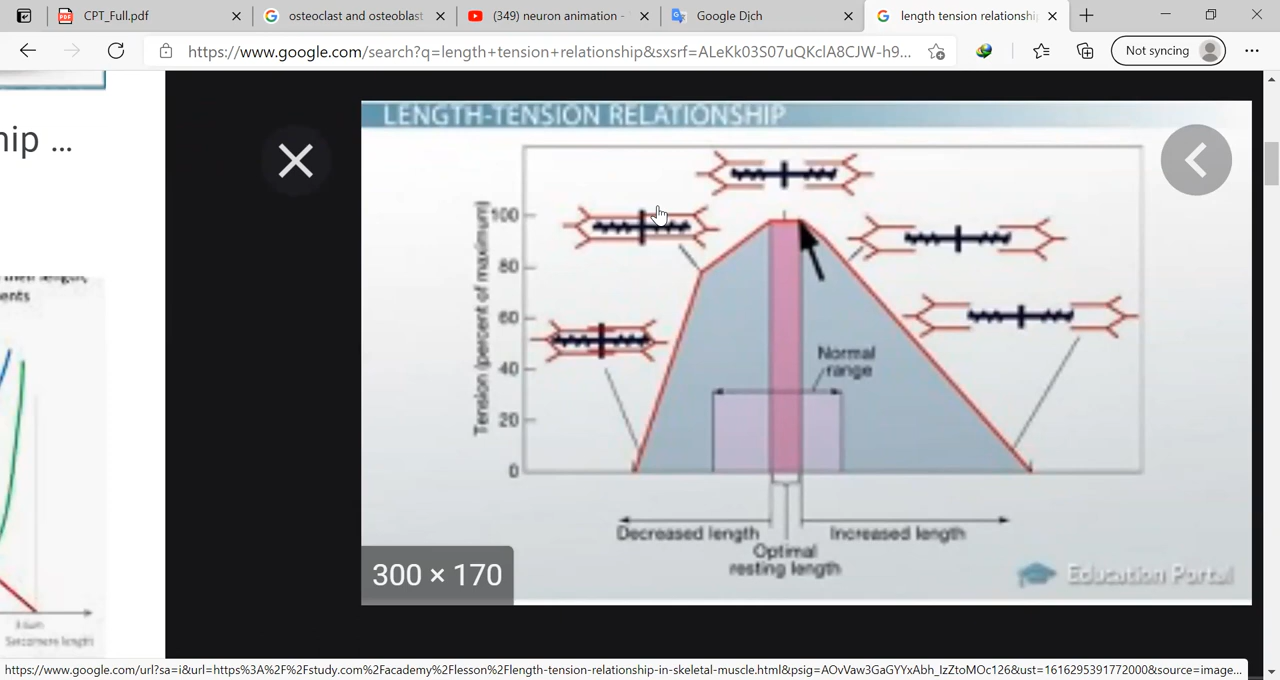 CPT_Full.pdf
osteoclast and osteoblast
(349) neuron animation -
Google Dịch
length tension relationship
https://www.google.com/search?q=length+tension+relationship&sxsrf=ALeKk03S07uQKclA8CJW-h9...
Not syncing
hip ...
ents
Sarcomere length
LENGTH-TENSION RELATIONSHIP
Tension (percent of maximum)
100
80
60
40
20
0
Normal
range
Decreased length
Increased length
Optimal
resting length
Education Portal
300 × 170
https://www.google.com/url?sa=i&url=https%3A%2F%2Fstudy.com%2Facademy%2Flesson%2Flength-tension-relationship-in-skeletal-muscle.html&psig=AOvVaw3GaGYYxAbh_IzZtoMOc126&ust=1616295391772000&source=image...